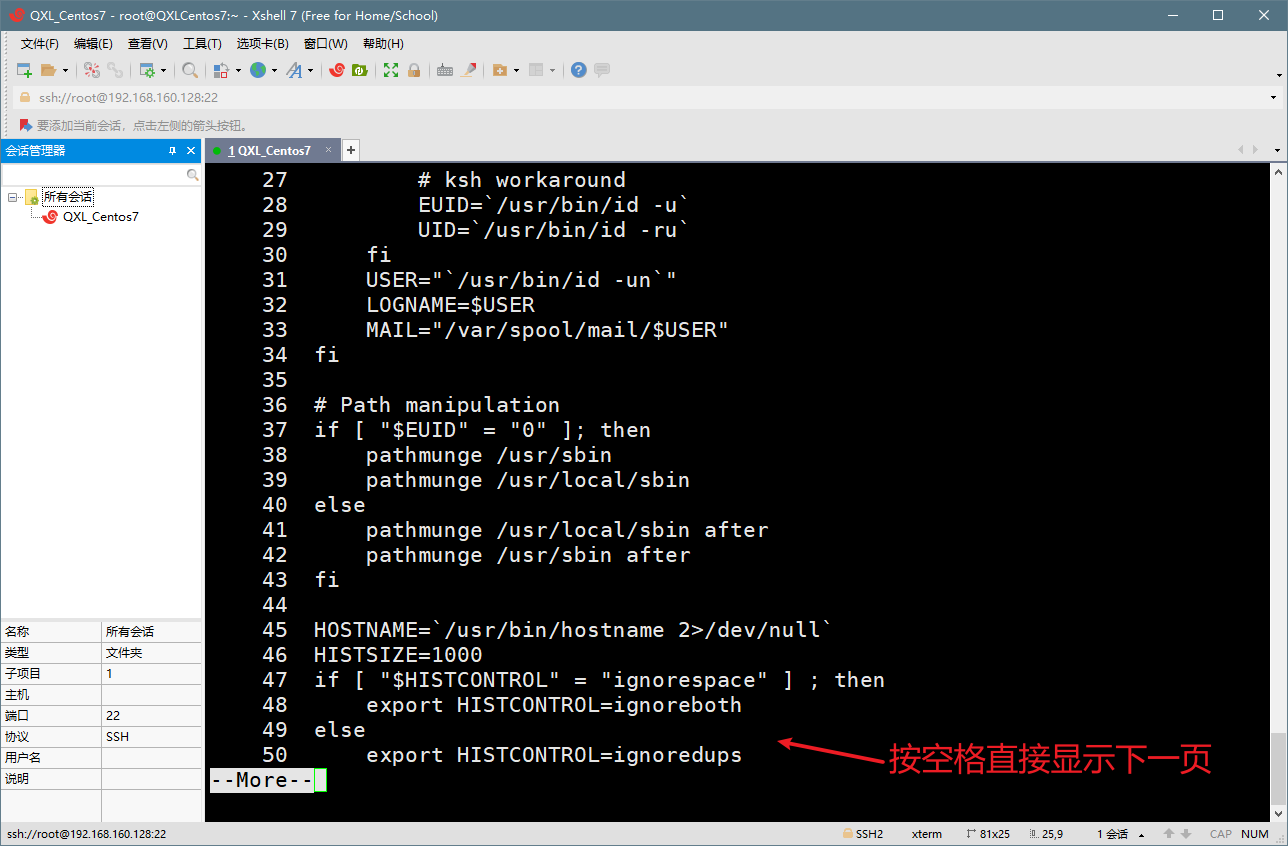 QXL_Centos7 - root@QXLCentos7:~ - Xshell 7 (Free for Home/School)
文件(F) 编辑(E) 查看(V) 工具(T) 选项卡(B) 窗口(W) 帮助(H)
ssh://root@192.168.160.128:22
要添加当前会话，点击左侧的箭头按钮。
会话管理器
1 QXL_Centos7
所有会话
QXL_Centos7
27          # ksh workaround
28          EUID=`/usr/bin/id -u`
29          UID=`/usr/bin/id -ru`
30      fi
31      USER="`/usr/bin/id -un`"
32      LOGNAME=$USER
33      MAIL="/var/spool/mail/$USER"
34  fi
35
36  # Path manipulation
37  if [ "$EUID" = "0" ]; then
38      pathmunge /usr/sbin
39      pathmunge /usr/local/sbin
40  else
41      pathmunge /usr/local/sbin after
42      pathmunge /usr/sbin after
43  fi
44
45  HOSTNAME=`/usr/bin/hostname 2>/dev/null`
46  HISTSIZE=1000
47  if [ "$HISTCONTROL" = "ignorespace" ] ; then
48      export HISTCONTROL=ignoreboth
49  else
50      export HISTCONTROL=ignoredups
--More--
按空格直接显示下一页
名称 所有会话
类型 文件夹
子项目 1
主机
端口 22
协议 SSH
用户名
说明
ssh://root@192.168.160.128:22 SSH2 xterm 81x25 25,9 1 会话 CAP NUM